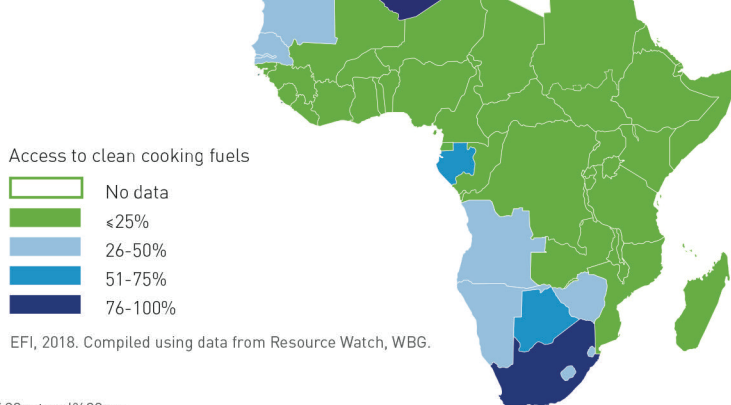 Access to clean cooking fuels
No data
⩽25%
26-50%
51-75%
76-100%
EFI, 2018. Compiled using data from Resource Watch, WBG.